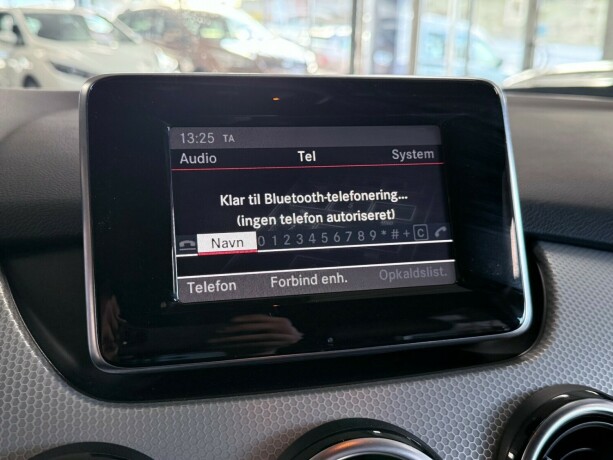 13:25 TA
Audio Tel System
Klar til Bluetooth-telefonering...
(ingen telefon autoriseret)
Navn 0 1 2 3 4 5 6 7 8 9 * # + C
Telefon Forbind enh. Opkaldslist.